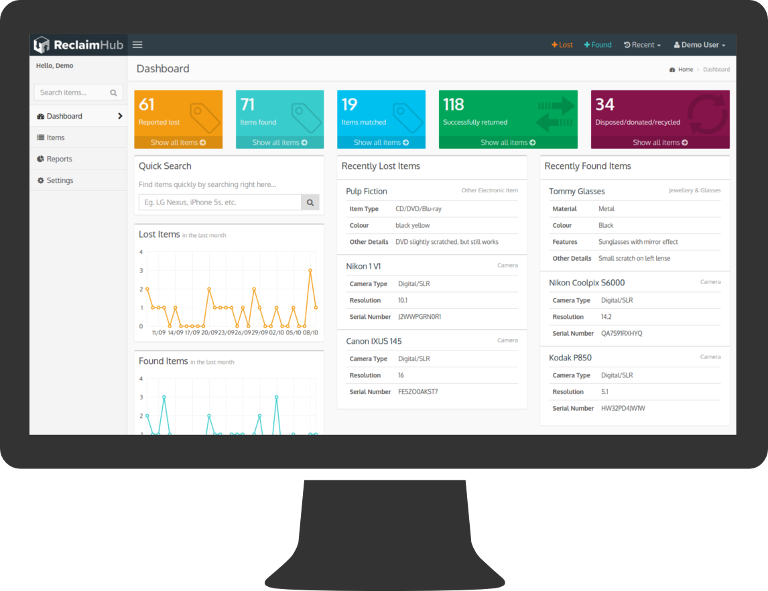 ReclaimHub
Lost Found Recent Demo User
Hello, Demo
Search items...
Dashboard
Items
Reports
Settings
Dashboard
Home > Dashboard
61
Reported lost
Show all items
71
Items found
Show all items
19
Items matched
Show all items
118
Successfully returned
Show all items
34
Disposed/donated/recycled
Show all items
Quick Search
Find items quickly by searching right here...
Eg. LG Nexus, iPhone 5s, etc.
Lost Items in the last month
4
3
2
1
0
11/09 14/09 17/09 20/09 23/09 26/09 29/09 02/10 05/10 08/10
Found Items in the last month
4
3
2
1
Recently Lost Items
Pulp Fiction Other Electronic Item
Item Type CD/DVD/Blu-ray
Colour black yellow
Other Details DVD slightly scratched, but still works
Nikon 1 V1 Camera
Camera Type Digital/SLR
Resolution 10.1
Serial Number J2WWPGRN0R1
Canon IXUS 145 Camera
Camera Type Digital/SLR
Resolution 16
Serial Number FE5ZO0AKST7
Recently Found Items
Tommy Glasses Jewellery & Glasses
Material Metal
Colour Black
Features Sunglasses with mirror effect
Other Details Small scratch on left lense
Nikon Coolpix S6000 Camera
Camera Type Digital/SLR
Resolution 14.2
Serial Number QA7S91RXHYQ
Kodak P850 Camera
Camera Type Digital/SLR
Resolution 5.1
Serial Number HW32PD4JWNW